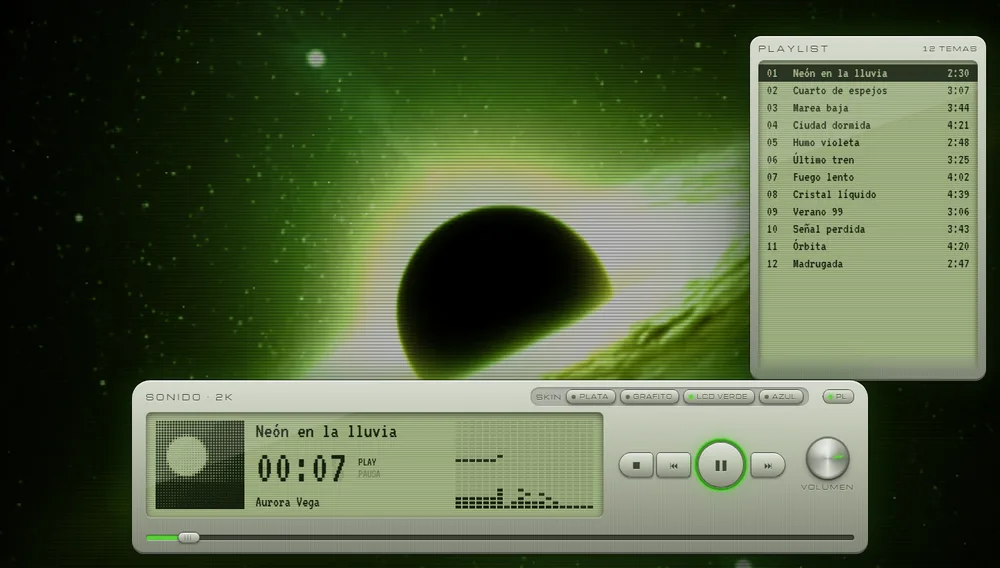 PLAYLIST 12 TEMAS
01 Neón en la lluvia 2:30
02 Cuarto de espejos 3:07
03 Marea baja 3:44
04 Ciudad dormida 4:21
05 Humo violeta 2:48
06 Último tren 3:25
07 Fuego lento 4:02
08 Cristal líquido 4:39
09 Verano 99 3:06
10 Señal perdida 3:43
11 Órbita 4:20
12 Madrugada 2:47
SONIDO · 2K SKIN PLATA GRAFITO LCD VERDE AZUL PL
Neón en la lluvia
00:07 PLAY
PAUSA
Aurora Vega
VOLUMEN